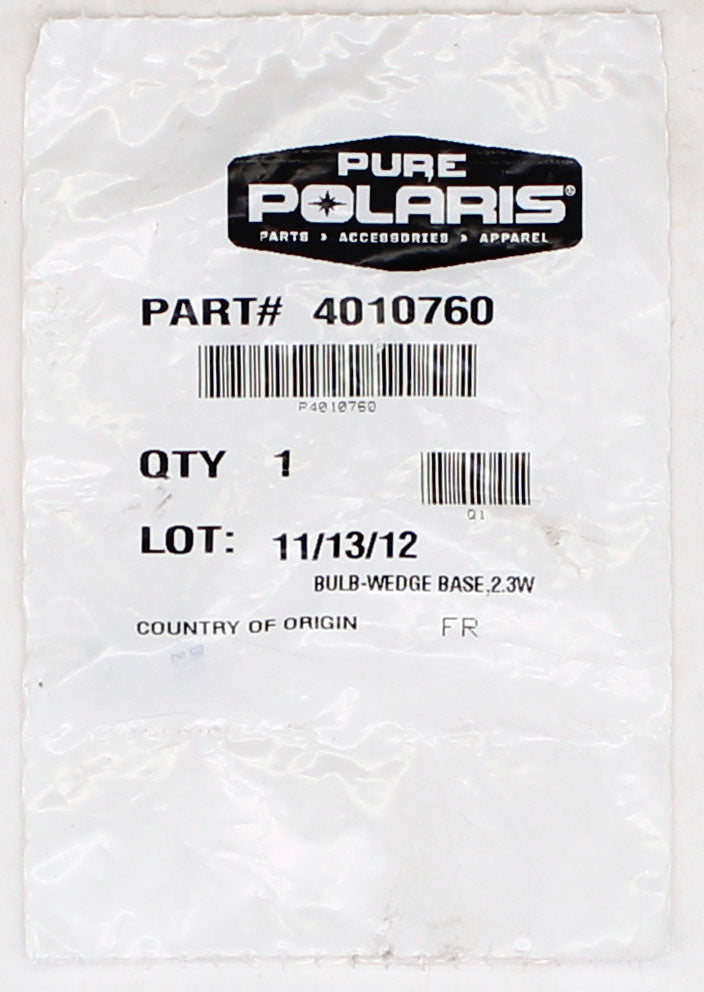 PURE
POLARIS®
PARTS › ACCESSORIES › APPAREL
PART# 4010760
P4010760
QTY 1
Q1
LOT: 11/13/12
BULB-WEDGE BASE,2.3W
COUNTRY OF ORIGIN FR